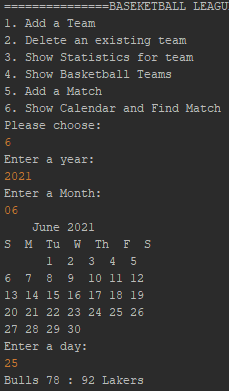 ===============BASEKETBALL LEAGU
1. Add a Team
2. Delete an existing team
3. Show Statistics for team
4. Show Basketball Teams
5. Add a Match
6. Show Calendar and Find Match
Please choose:
6
Enter a year:
2021
Enter a Month:
06
June 2021
S M Tu W Th F S
1 2 3 4 5
6 7 8 9 10 11 12
13 14 15 16 17 18 19
20 21 22 23 24 25 26
27 28 29 30
Enter a day:
25
Bulls 78 : 92 Lakers